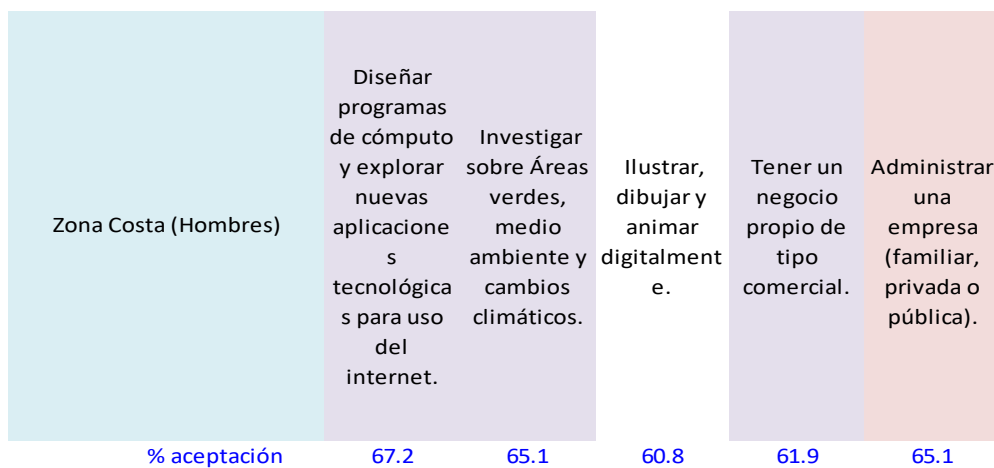 Zona Costa (Hombres)
Diseñar
programas
de cómputo
y explorar
nuevas
aplicacione
s
tecnológica
s para uso
del
internet.
Investigar
sobre Áreas
verdes,
medio
ambiente y
cambios
climáticos.
Ilustrar,
dibujar y
animar
digitalment
e.
Tener un
negocio
propio de
tipo
comercial.
Administrar
una
empresa
(familiar,
privada o
pública).
% aceptación 67.2 65.1 60.8 61.9 65.1